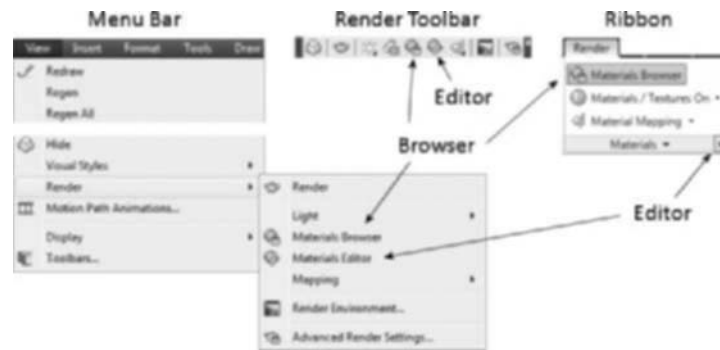 Menu Bar
Render Toolbar
Ribbon
View Insert Format Tools Draw
Redraw
Regen
Regen All
Hide
Visual Styles
Render
Motion Path Animations...
Display
Toolbars...
Render
Light
Materials Browser
Materials Editor
Mapping
Render Environment...
Advanced Render Settings...
Editor
Browser
Render
Materials Browser
Materials / Textures On
Material Mapping
Materials
Editor